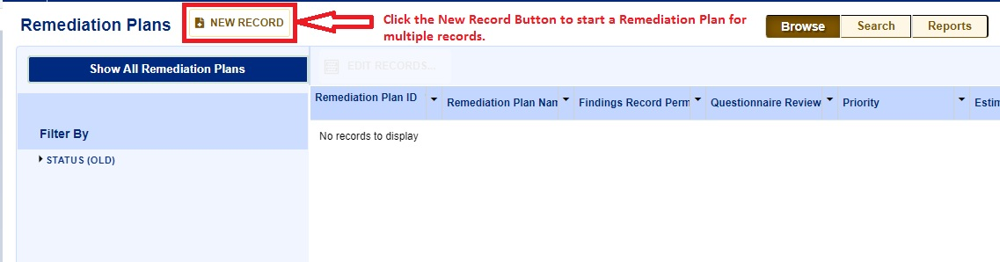 Remediation Plans
NEW RECORD
Click the New Record Button to start a Remediation Plan for
multiple records.
Browse
Search
Reports
Show All Remediation Plans
EDIT RECORDS...
Remediation Plan ID
Remediation Plan Nam
Findings Record Perm
Questionnaire Review
Priority
Estim
No records to display
Filter By
STATUS (OLD)